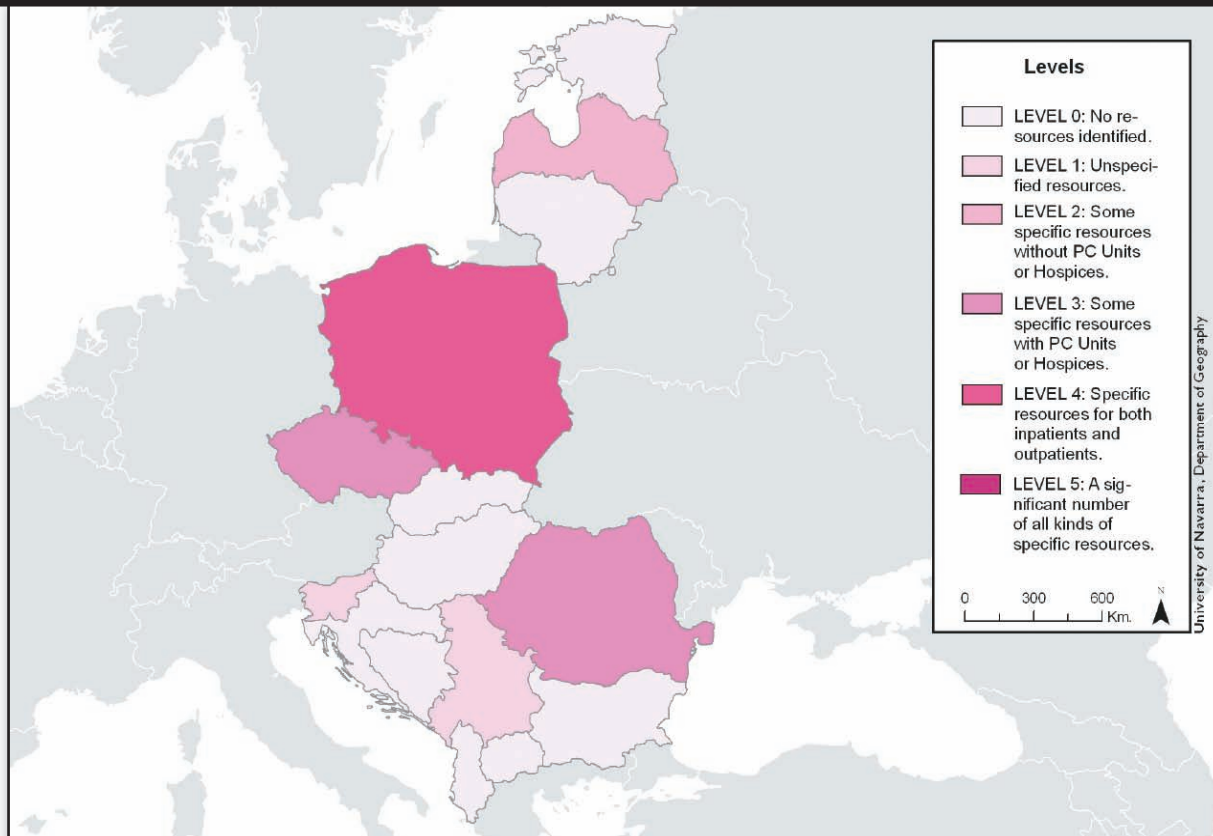 Levels
LEVEL 0: No re-
sources identified.
LEVEL 1: Unspeci-
fied resources.
LEVEL 2: Some
specific resources
without PC Units
or Hospices.
LEVEL 3: Some
specific resources
with PC Units
or Hospices.
LEVEL 4: Specific
resources for both
inpatients and
outpatients.
LEVEL 5: A sig-
nificant number
of all kinds of
specific resources.
0 300 600
Km.
N
University of Navarra, Department of Geography